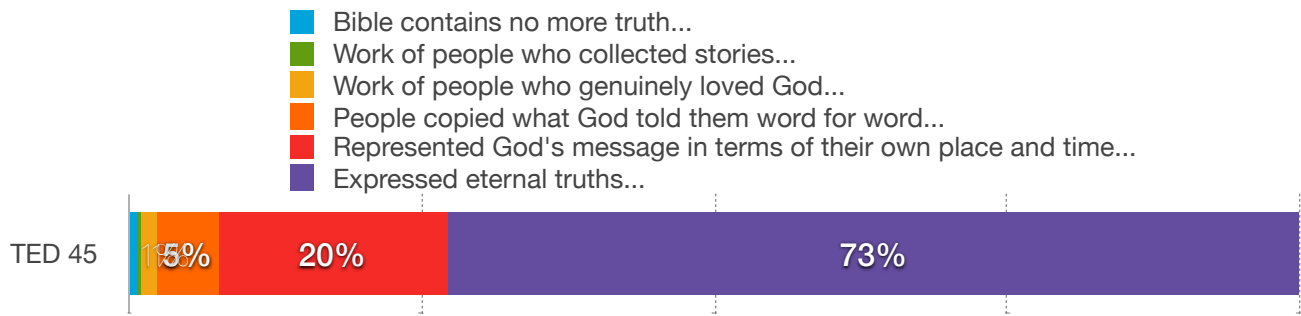 Bible contains no more truth...
Work of people who collected stories...
Work of people who genuinely loved God...
People copied what God told them word for word...
Represented God's message in terms of their own place and time...
Expressed eternal truths...
TED 45 5% 20% 73%